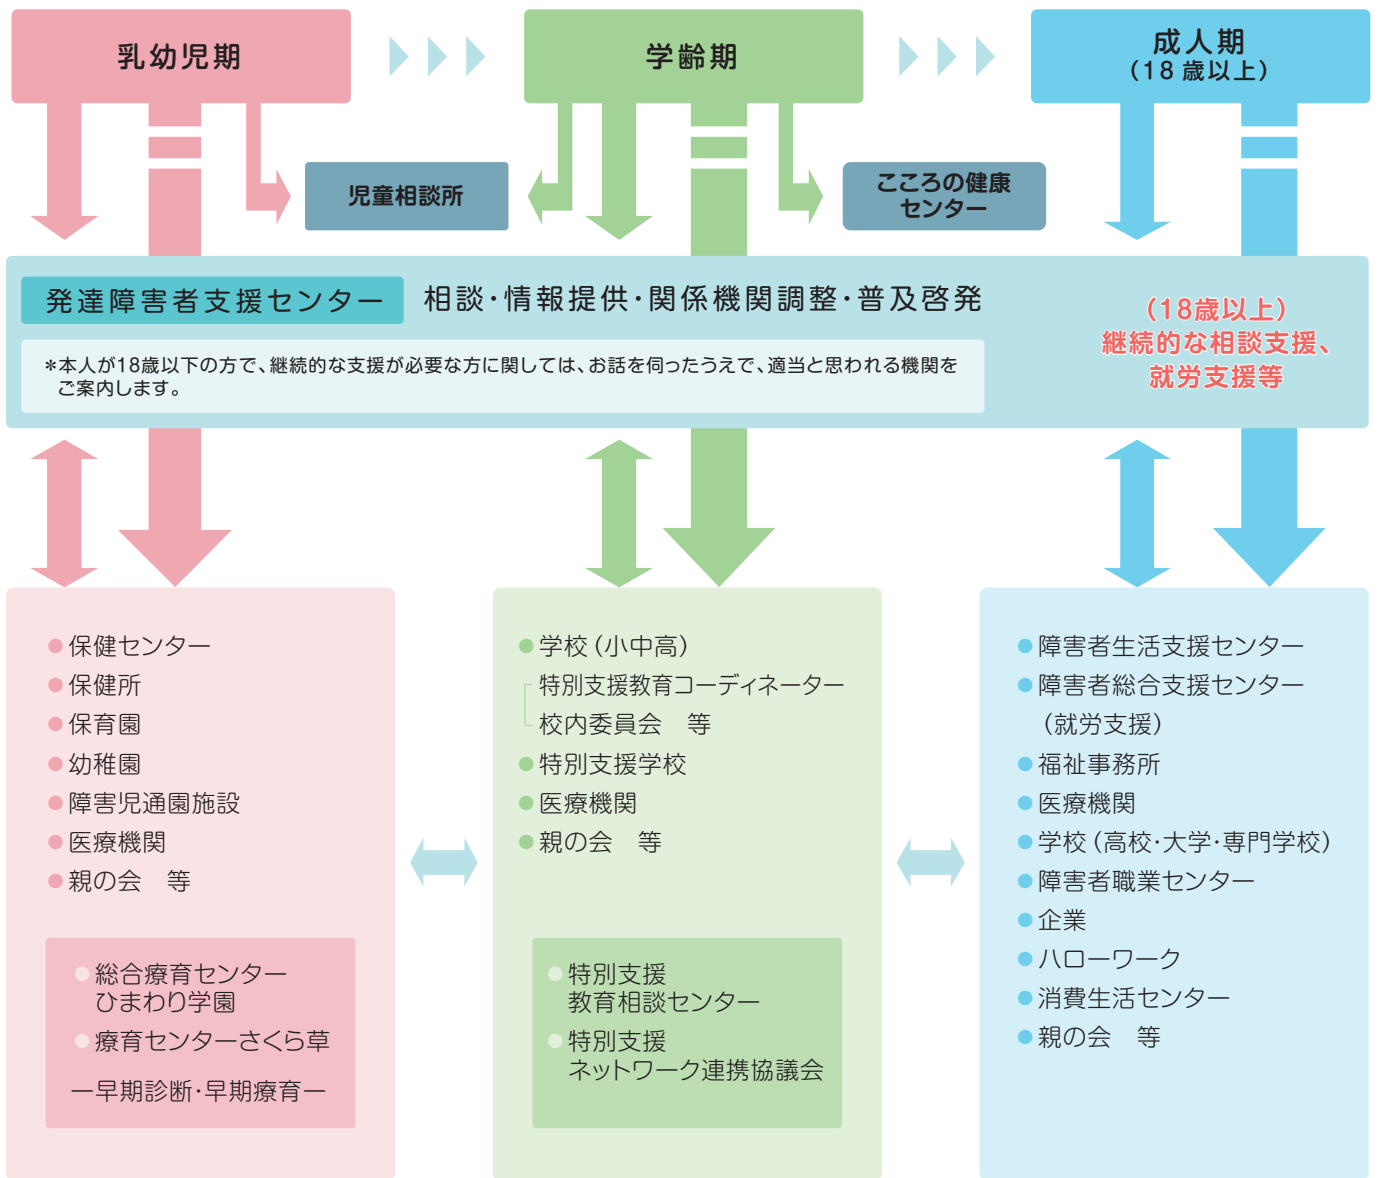 乳幼児期
学齢期
成人期
(18歳以上)
児童相談所
こころの健康
センター
発達障害者支援センター
相談・情報提供・関係機関調整・普及啓発
*本人が18歳以下の方で、継続的な支援が必要な方に関しては、お話を伺ったうえで、適当と思われる機関を
ご案内します。
(18歳以上)
継続的な相談支援、
就労支援等
●保健センター
●保健所
●保育園
●幼稚園
●障害児通園施設
●医療機関
●親の会 等
●総合療育センター
ひまわり学園
●療育センターさくら草
ー早期診断・早期療育ー
●学校(小中高)
特別支援教育コーディネーター
校内委員会 等
●特別支援学校
●医療機関
●親の会 等
●特別支援
教育相談センター
●特別支援
ネットワーク連携協議会
●障害者生活支援センター
●障害者総合支援センター
(就労支援)
●福祉事務所
●医療機関
●学校(高校・大学・専門学校)
●障害者職業センター
●企業
●ハローワーク
●消費生活センター
●親の会 等